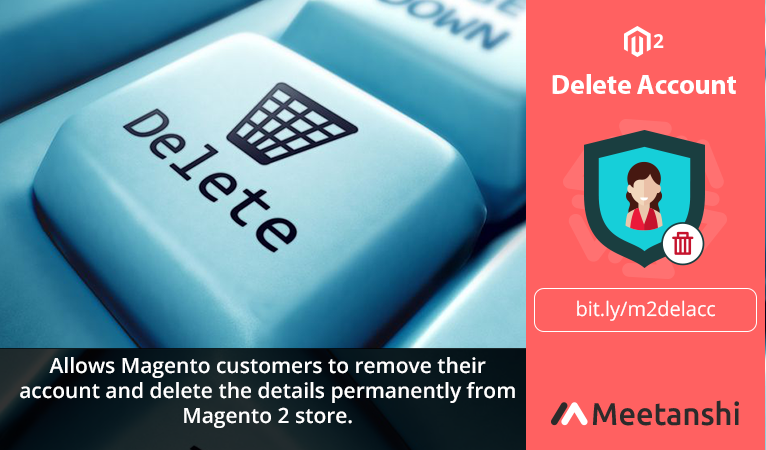 DOWN
Delete
Allows Magento customers to remove their
account and delete the details permanently from
Magento 2 store.
2
Delete Account
bit.ly/m2delacc
Meetanshi